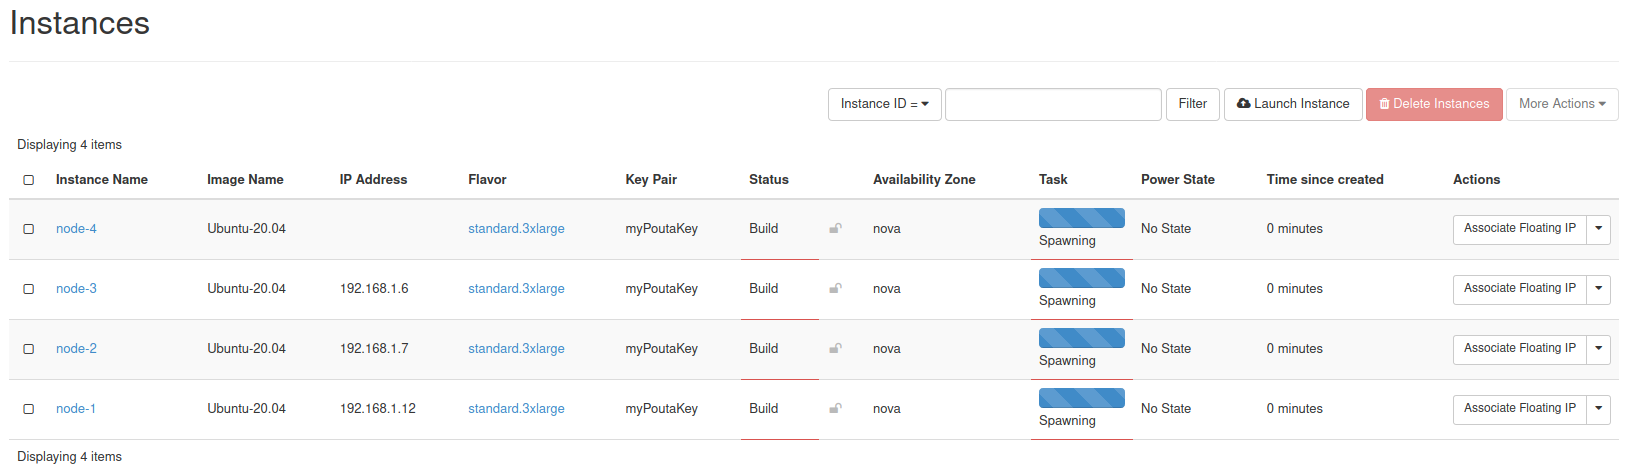 Instances
Instance ID = Filter Launch Instance Delete Instances More Actions
Displaying 4 items
Instance Name Image Name IP Address Flavor Key Pair Status Availability Zone Task Power State Time since created Actions
node-4 Ubuntu-20.04 standard.3xlarge myPoutaKey Build nova Spawning No State 0 minutes Associate Floating IP
node-3 Ubuntu-20.04 192.168.1.6 standard.3xlarge myPoutaKey Build nova Spawning No State 0 minutes Associate Floating IP
node-2 Ubuntu-20.04 192.168.1.7 standard.3xlarge myPoutaKey Build nova Spawning No State 0 minutes Associate Floating IP
node-1 Ubuntu-20.04 192.168.1.12 standard.3xlarge myPoutaKey Build nova Spawning No State 0 minutes Associate Floating IP
Displaying 4 items